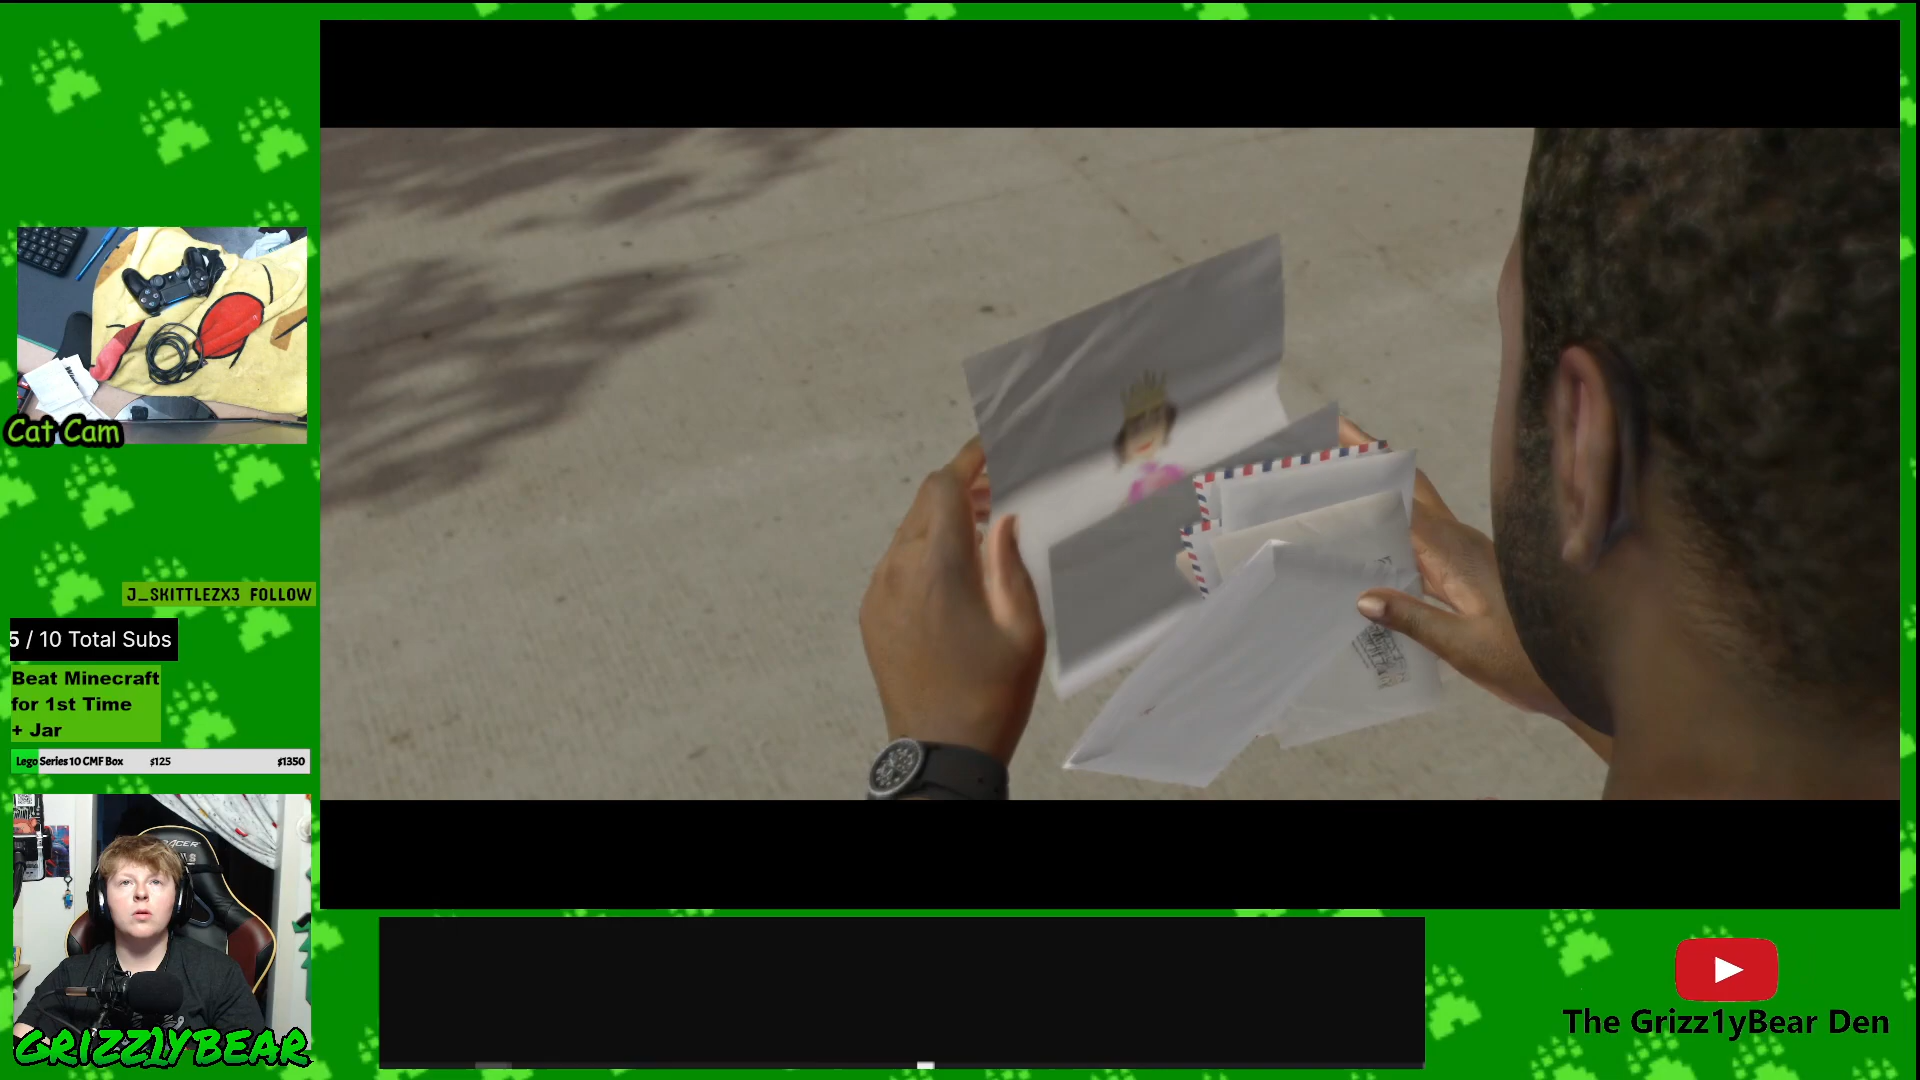 Cat Cam
J_SKITTLEZX3 FOLLOW
5 / 10 Total Subs
Beat Minecraft
for 1st Time
+ Jar
Lego Series 10 CMF Box $125 $1350
GRIZZ1YBEAR
The Grizz1yBear Den